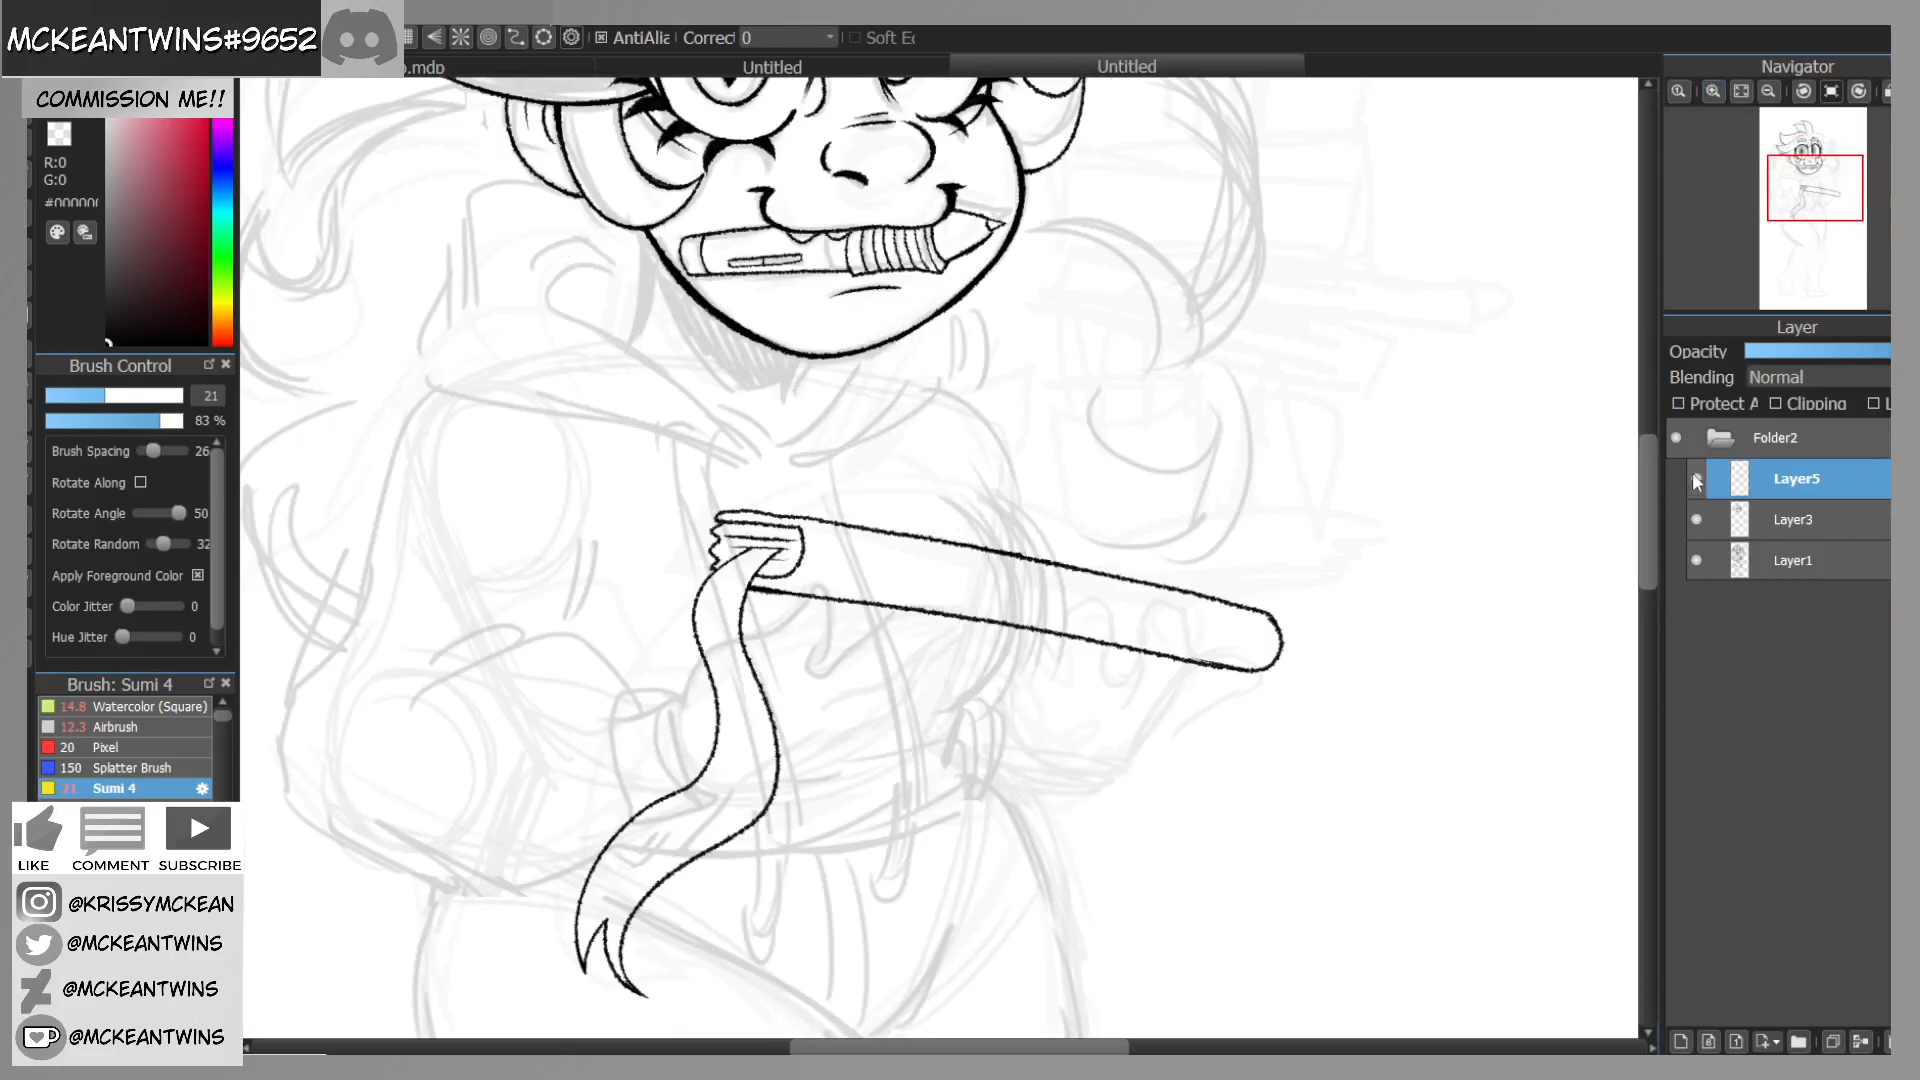 MCKEANTWINS#9652
COMMISSION ME!!
AntiAlia Correct 0 Soft Ec
o.mdp Untitled Untitled
R:0
G:0
Brush Control
21
83 %
Brush Spacing 26
Rotate Along
Rotate Angle 50
Rotate Random 32
Apply Foreground Color
Color Jitter 0
Hue Jitter 0
Brush: Sumi 4
14.8 Watercolor (Square)
12.3 Airbrush
20 Pixel
150 Splatter Brush
21 Sumi 4
LIKE COMMENT SUBSCRIBE
@KRISSYMCKEAN
@MCKEANTWINS
@MCKEANTWINS
@MCKEANTWINS
Navigator
Layer
Opacity
Blending Normal
Protect A Clipping L
Folder2
Layer5
Layer3
Layer1